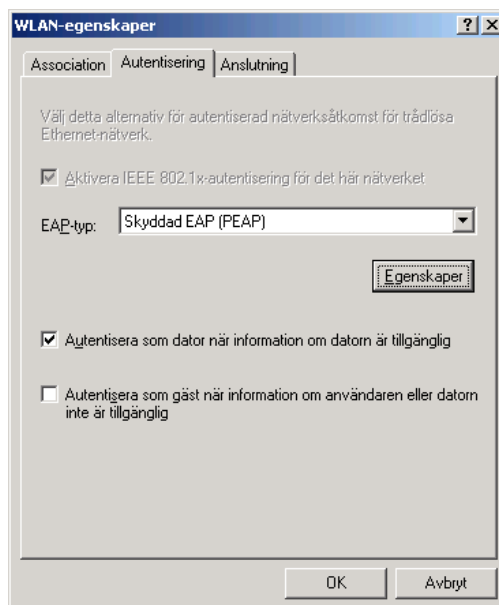 WLAN-egenskaper
Association Autentisering Anslutning
Välj detta alternativ för autentiserad nätverksåtkomst för trådlösa
Ethernet-nätverk.
Aktivera IEEE 802.1x-autentisering för det här nätverket
EAP-typ: Skyddad EAP (PEAP)
Egenskaper
Autentisera som dator när information om datorn är tillgänglig
Autentisera som gäst när information om användaren eller datorn
inte är tillgänglig
OK Avbryt